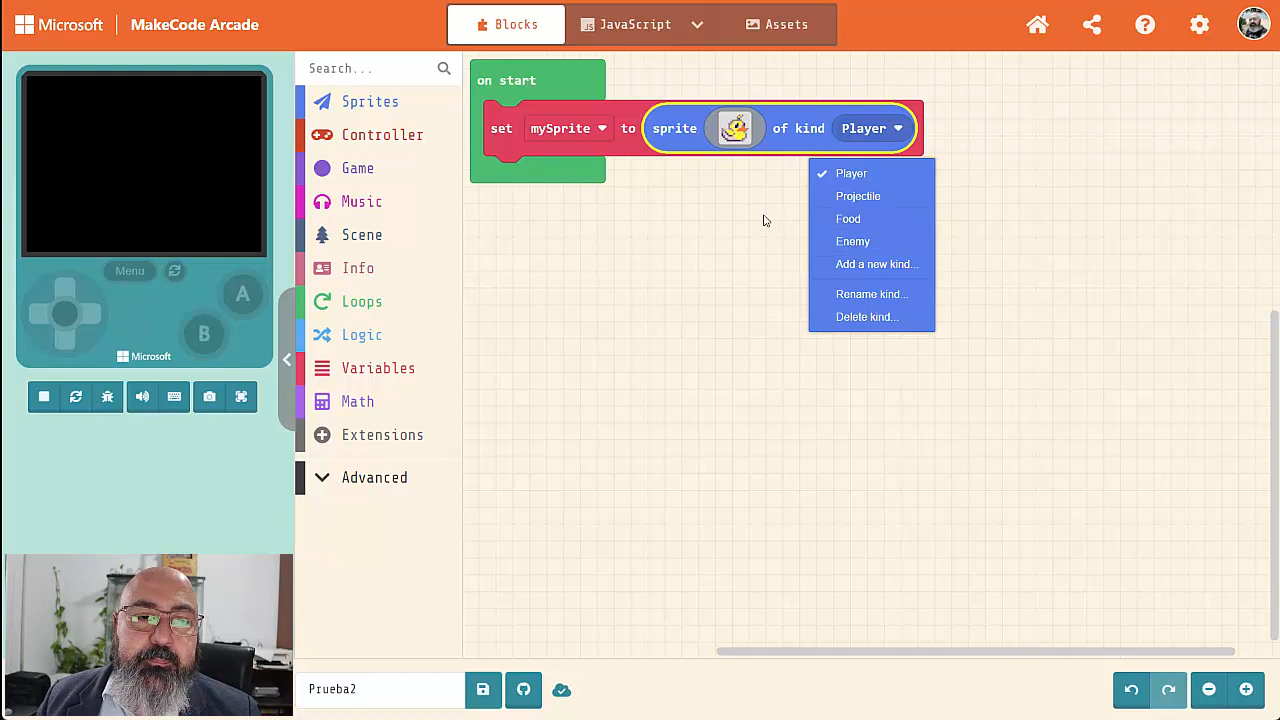 Microsoft
MakeCode Arcade
Blocks
JavaScript
Assets
Search...
Sprites
Controller
Game
Music
Scene
Info
Loops
Logic
Variables
Math
Extensions
Advanced
Menu
A
B
Microsoft
on start
set mySprite to sprite of kind Player
Player
Projectile
Food
Enemy
Add a new kind...
Rename kind...
Delete kind...
Prueba2